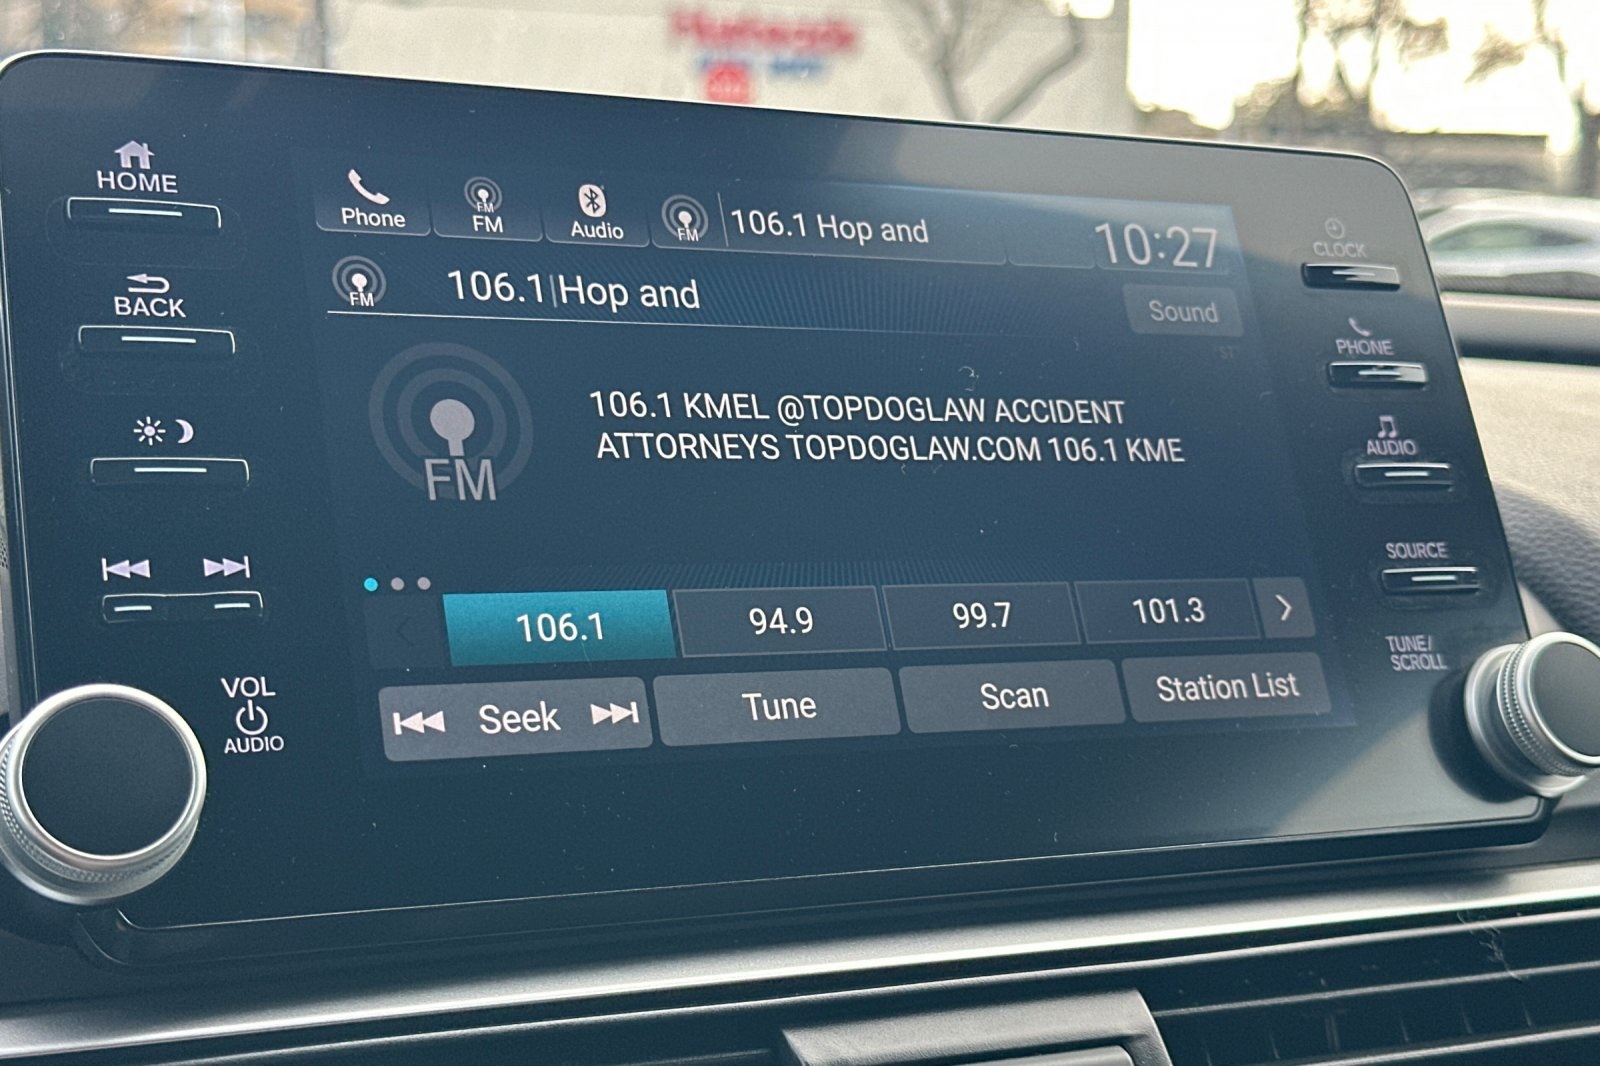 HOME
BACK
VOL
AUDIO
Phone
FM
FM
Audio
FM
106.1 Hop and
10:27
FM
106.1 Hop and
Sound
ST
FM
106.1 KMEL @TOPDOGLAW ACCIDENT
ATTORNEYS TOPDOGLAW.COM 106.1 KME
106.1
94.9
99.7
101.3
Seek
Tune
Scan
Station List
CLOCK
PHONE
AUDIO
SOURCE
TUNE/
SCROLL